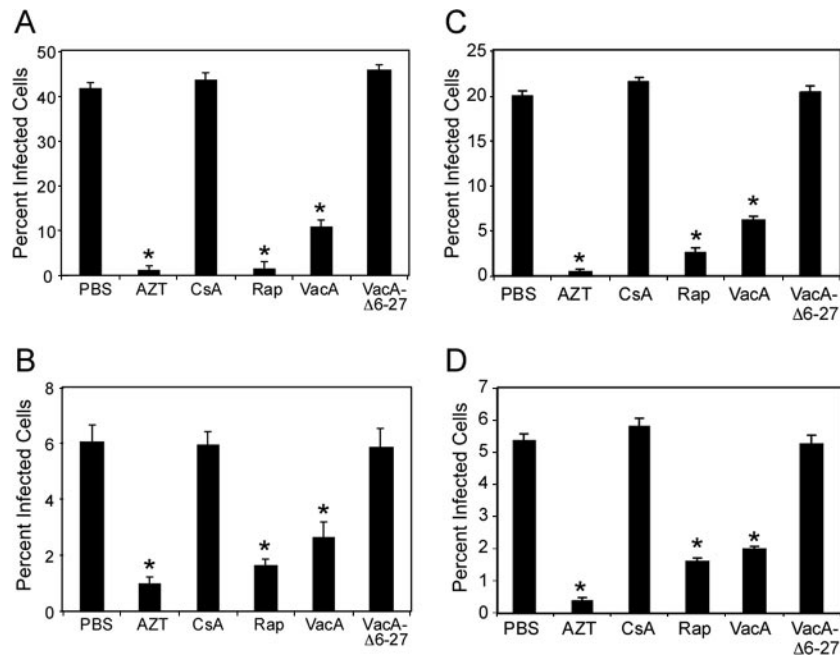 A
Percent Infected Cells
50
40
30
20
10
0
*
*
*
PBS AZT CsA Rap VacA VacA-
Δ6-27
C
Percent Infected Cells
25
20
15
10
5
0
*
*
*
PBS AZT CsA Rap VacA VacA-
Δ6-27
B
Percent Infected Cells
8
6
4
2
0
*
*
*
PBS AZT CsA Rap VacA VacA-
Δ6-27
D
Percent Infected Cells
7
6
5
4
3
2
1
0
*
*
*
PBS AZT CsA Rap VacA VacA-
Δ6-27